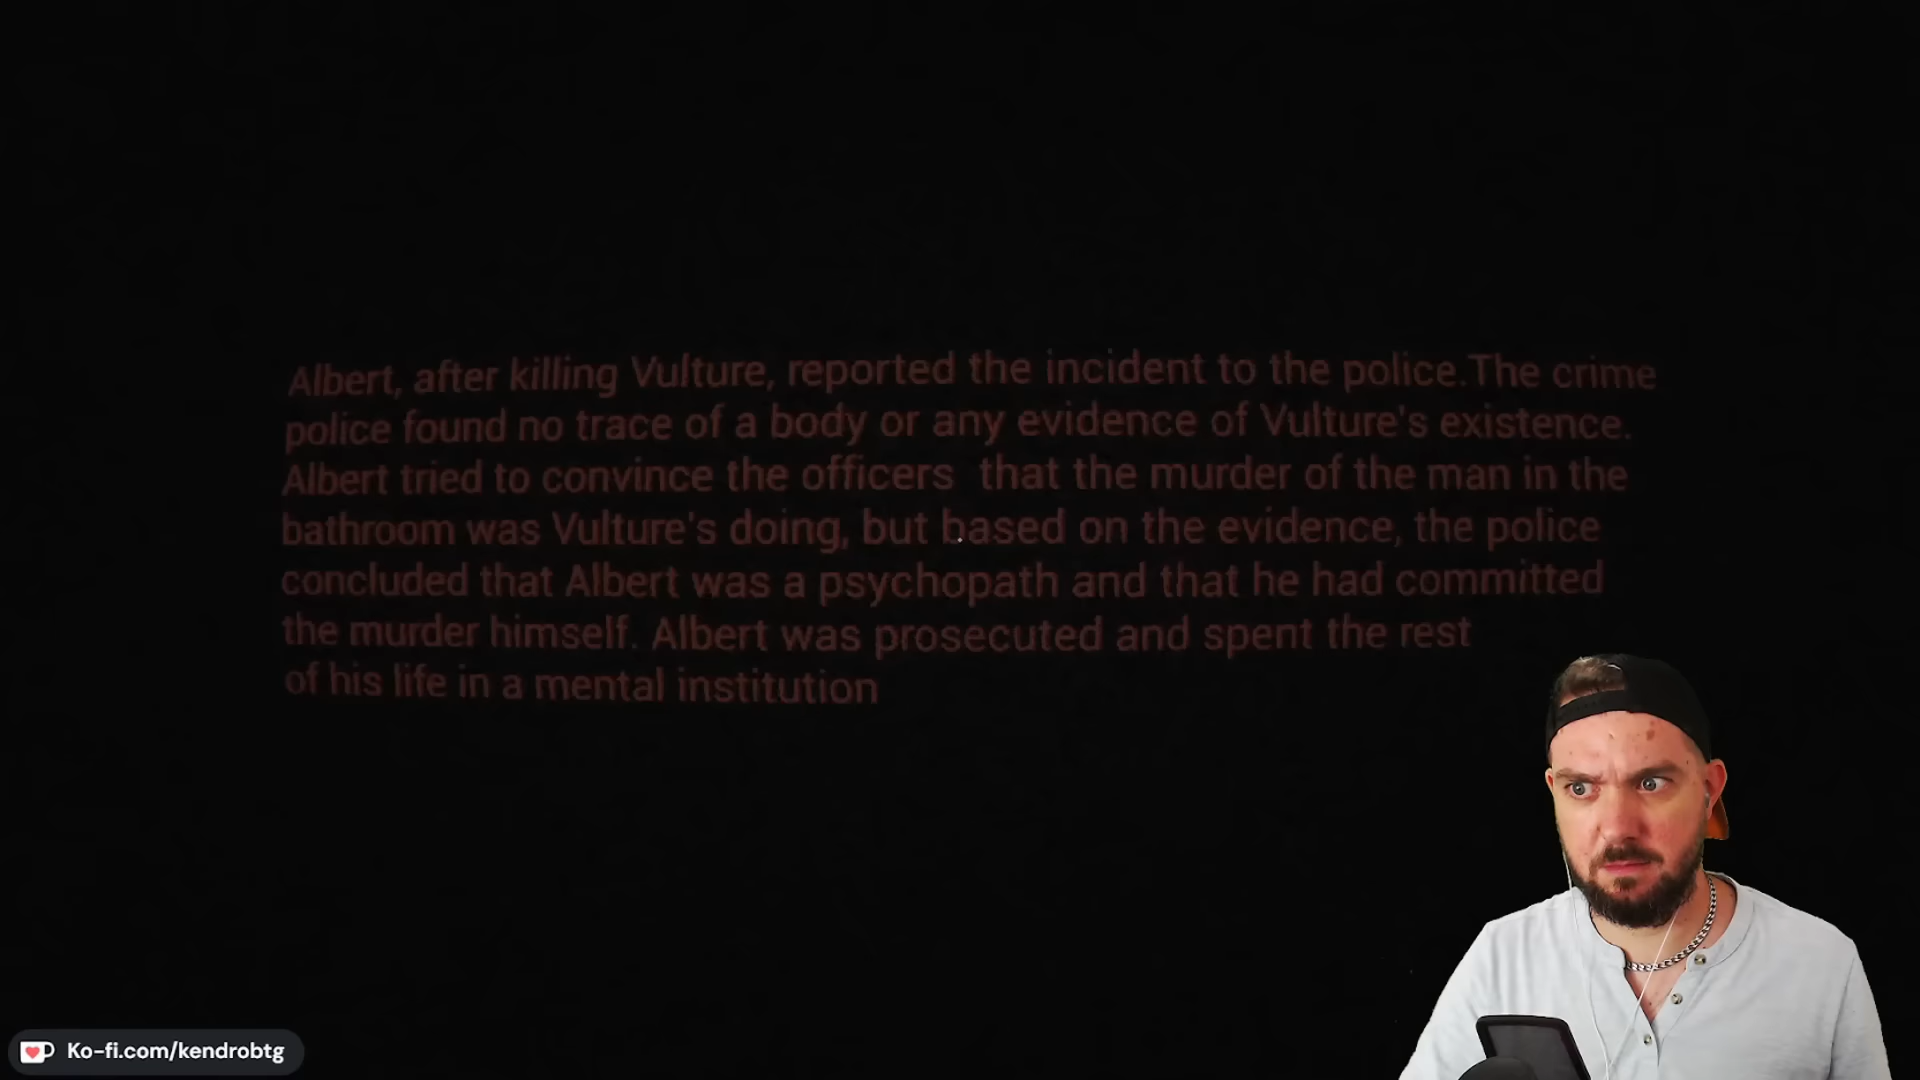 Albert, after killing Vulture, reported the incident to the police.The crime
police found no trace of a body or any evidence of Vulture's existence.
Albert tried to convince the officers  that the murder of the man in the
bathroom was Vulture's doing, but based on the evidence, the police
concluded that Albert was a psychopath and that he had committed
the murder himself. Albert was prosecuted and spent the rest
of his life in a mental institution
Ko-fi.com/kendrobtg